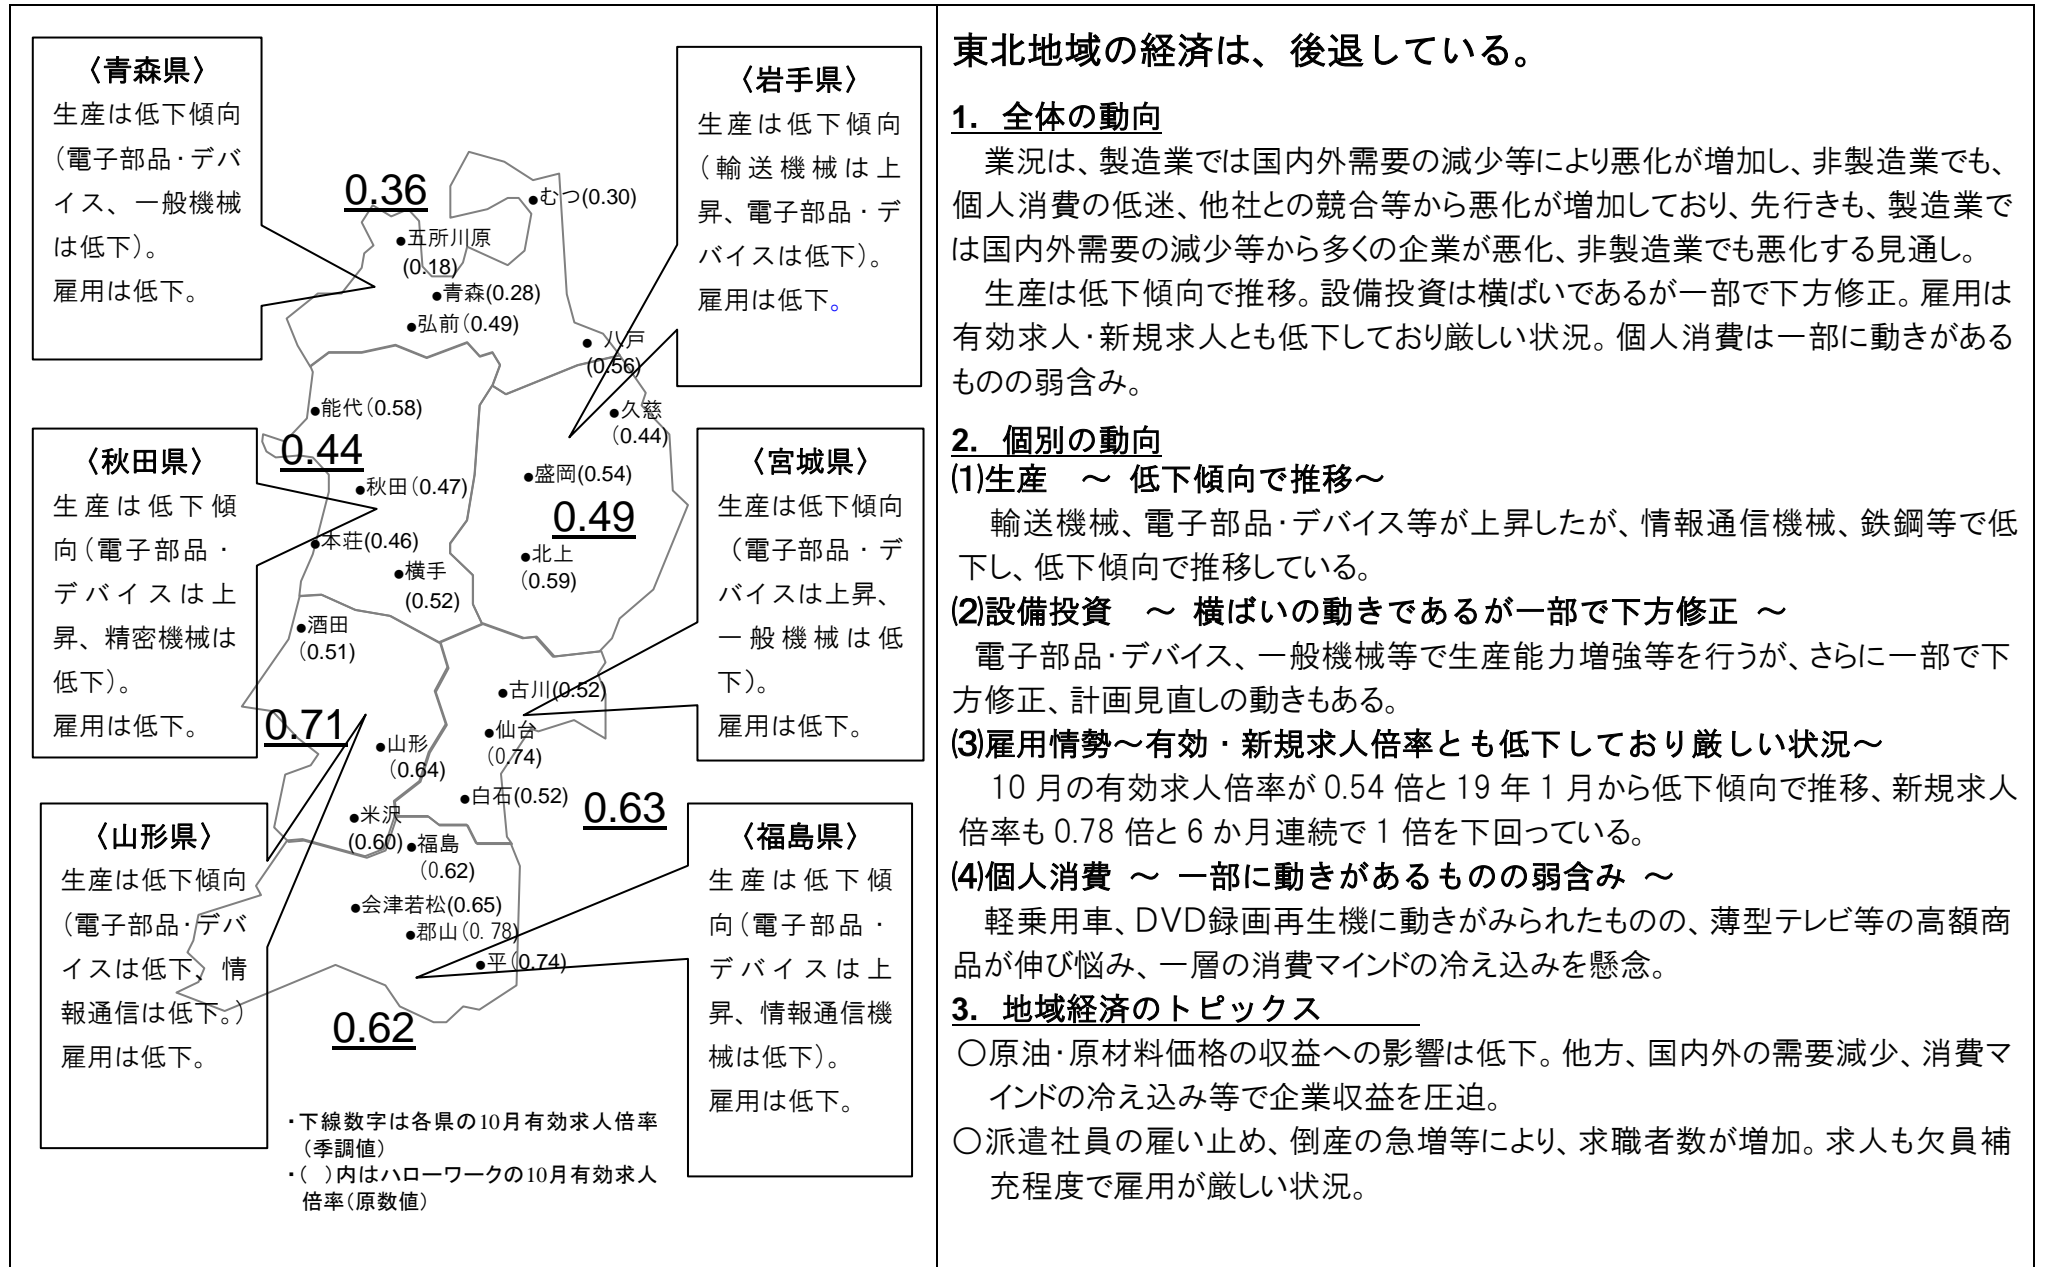 〈青森県〉
生産は低下傾向
（電子部品・デバ
イス、一般機械
は低下）。
雇用は低下。
〈岩手県〉
生産は低下傾向
（輸送機械は上
昇、電子部品・デ
バイスは低下）。
雇用は低下。
0.36
●むつ(0.30)
●五所川原
(0.18)
●青森(0.28)
●弘前(0.49)
● 八戸
(0.56)
●能代(0.58)
●久慈
(0.44)
〈秋田県〉
生産は低下傾
向（電子部品・
デバイスは上
昇、精密機械は
低下）。
雇用は低下。
0.44
●秋田(0.47)
●盛岡(0.54)
0.49
●本荘(0.46)
●北上
(0.59)
●横手
(0.52)
〈宮城県〉
生産は低下傾向
（電子部品・デ
バイスは上昇、
一般機械は低
下）。
雇用は低下。
●酒田
(0.51)
●古川(0.52)
0.71
●仙台
(0.74)
●山形
(0.64)
●白石(0.52)
0.63
●米沢
(0.60)
●福島
(0.62)
●会津若松(0.65)
●郡山(0.78)
●平(0.74)
0.62
〈山形県〉
生産は低下傾向
（電子部品・デバ
イスは低下、情
報通信は低下。）
雇用は低下。
〈福島県〉
生産は低下傾
向（電子部品・
デバイスは上
昇、情報通信機
械は低下）。
雇用は低下。
・下線数字は各県の10月有効求人倍率
（季調値）
・(　)内はハローワークの10月有効求人
倍率(原数値)
東北地域の経済は、後退している。
1. 全体の動向
業況は、製造業では国内外需要の減少等により悪化が増加し、非製造業でも、
個人消費の低迷、他社との競合等から悪化が増加しており、先行きも、製造業で
は国内外需要の減少等から多くの企業が悪化、非製造業でも悪化する見通し。
生産は低下傾向で推移。設備投資は横ばいであるが一部で下方修正。雇用は
有効求人・新規求人とも低下しており厳しい状況。個人消費は一部に動きがある
ものの弱含み。
2. 個別の動向
⑴生産　～ 低下傾向で推移～
輸送機械、電子部品・デバイス等が上昇したが、情報通信機械、鉄鋼等で低
下し、低下傾向で推移している。
⑵設備投資　～ 横ばいの動きであるが一部で下方修正 ～
電子部品・デバイス、一般機械等で生産能力増強等を行うが、さらに一部で下
方修正、計画見直しの動きもある。
⑶雇用情勢～有効・新規求人倍率とも低下しており厳しい状況～
10月の有効求人倍率が0.54倍と19年1月から低下傾向で推移、新規求人
倍率も0.78倍と6か月連続で1倍を下回っている。
⑷個人消費 ～ 一部に動きがあるものの弱含み ～
軽乗用車、DVD録画再生機に動きがみられたものの、薄型テレビ等の高額商
品が伸び悩み、一層の消費マインドの冷え込みを懸念。
3. 地域経済のトピックス
○原油・原材料価格の収益への影響は低下。他方、国内外の需要減少、消費マ
インドの冷え込み等で企業収益を圧迫。
○派遣社員の雇い止め、倒産の急増等により、求職者数が増加。求人も欠員補
充程度で雇用が厳しい状況。